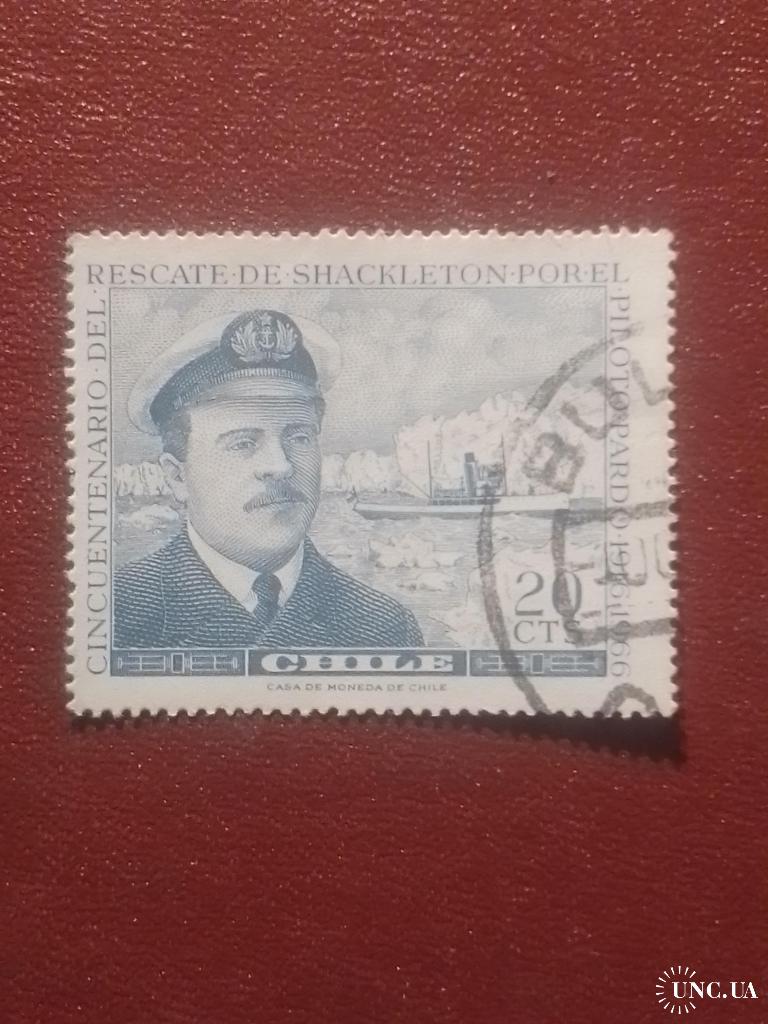 CINCUENTENARIO·DEL·RESCATE·DE·SHACKLETON·POR·EL·PILOTO·PARDO·1916·1966
20
CTS
CHILE
CASA DE MONEDA DE CHILE
BUL
UNC.UA